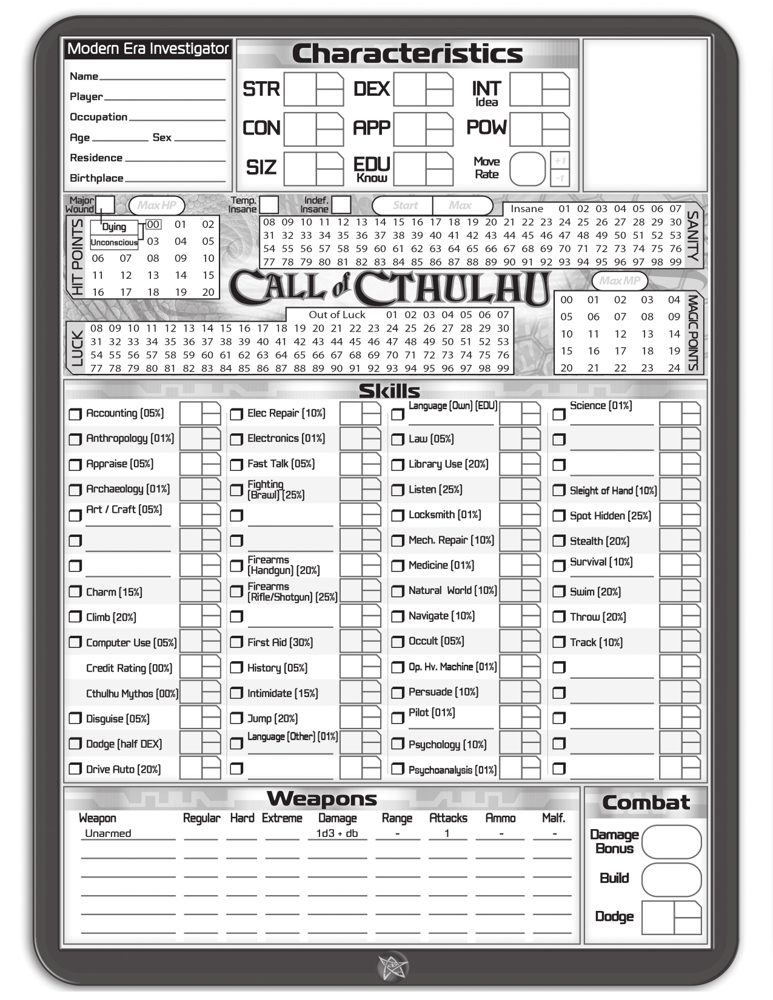 Modern Era Investigator
Name
Player
Occupation
Age Sex
Residence
Birthplace
Characteristics
STR DEX INT
Idea
CON APP POW
SIZ EDU Move
Know Rate
+1
-1
Major
Wound
Max HP
Dying 00 01 02
Unconscious 03 04 05
06 07 08 09 10
11 12 13 14 15
16 17 18 19 20
HIT POINTS
Temp.
Insane
Indef.
Insane
Start Max
Insane 01 02 03 04 05 06 07
08 09 10 11 12 13 14 15 16 17 18 19 20 21 22 23 24 25 26 27 28 29 30
31 32 33 34 35 36 37 38 39 40 41 42 43 44 45 46 47 48 49 50 51 52 53
54 55 56 57 58 59 60 61 62 63 64 65 66 67 68 69 70 71 72 73 74 75 76
77 78 79 80 81 82 83 84 85 86 87 88 89 90 91 92 93 94 95 96 97 98 99
SANITY
CALL of CTHULHU
Out of Luck 01 02 03 04 05 06 07
08 09 10 11 12 13 14 15 16 17 18 19 20 21 22 23 24 25 26 27 28 29 30
31 32 33 34 35 36 37 38 39 40 41 42 43 44 45 46 47 48 49 50 51 52 53
54 55 56 57 58 59 60 61 62 63 64 65 66 67 68 69 70 71 72 73 74 75 76
77 78 79 80 81 82 83 84 85 86 87 88 89 90 91 92 93 94 95 96 97 98 99
LUCK
Max MP
00 01 02 03 04
05 06 07 08 09
10 11 12 13 14
15 16 17 18 19
20 21 22 23 24
MAGIC POINTS
Skills
Accounting (05%)
Anthropology (01%)
Appraise (05%)
Archaeology (01%)
Art / Craft (05%)
Charm (15%)
Climb (20%)
Computer Use (05%)
Credit Rating (00%)
Cthulhu Mythos (00%)
Disguise (05%)
Dodge (half DEX)
Drive Auto (20%)
Elec Repair (10%)
Electronics (01%)
Fast Talk (05%)
Fighting
(Brawl) (25%)
Firearms
(Handgun) (20%)
Firearms
(Rifle/Shotgun) (25%)
First Aid (30%)
History (05%)
Intimidate (15%)
Jump (20%)
Language (Other) (01%)
Language (Own) (EDU)
Law (05%)
Library Use (20%)
Listen (25%)
Locksmith (01%)
Mech. Repair (10%)
Medicine (01%)
Natural World (10%)
Navigate (10%)
Occult (05%)
Op. Hv. Machine (01%)
Persuade (10%)
Pilot (01%)
Psychology (10%)
Psychoanalysis (01%)
Science (01%)
Sleight of Hand (10%)
Spot Hidden (25%)
Stealth (20%)
Survival (10%)
Swim (20%)
Throw (20%)
Track (10%)
Weapons
Weapon Regular Hard Extreme Damage Range Attacks Ammo Malf.
Unarmed 1d3 + db - 1 - -
Combat
Damage
Bonus
Build
Dodge